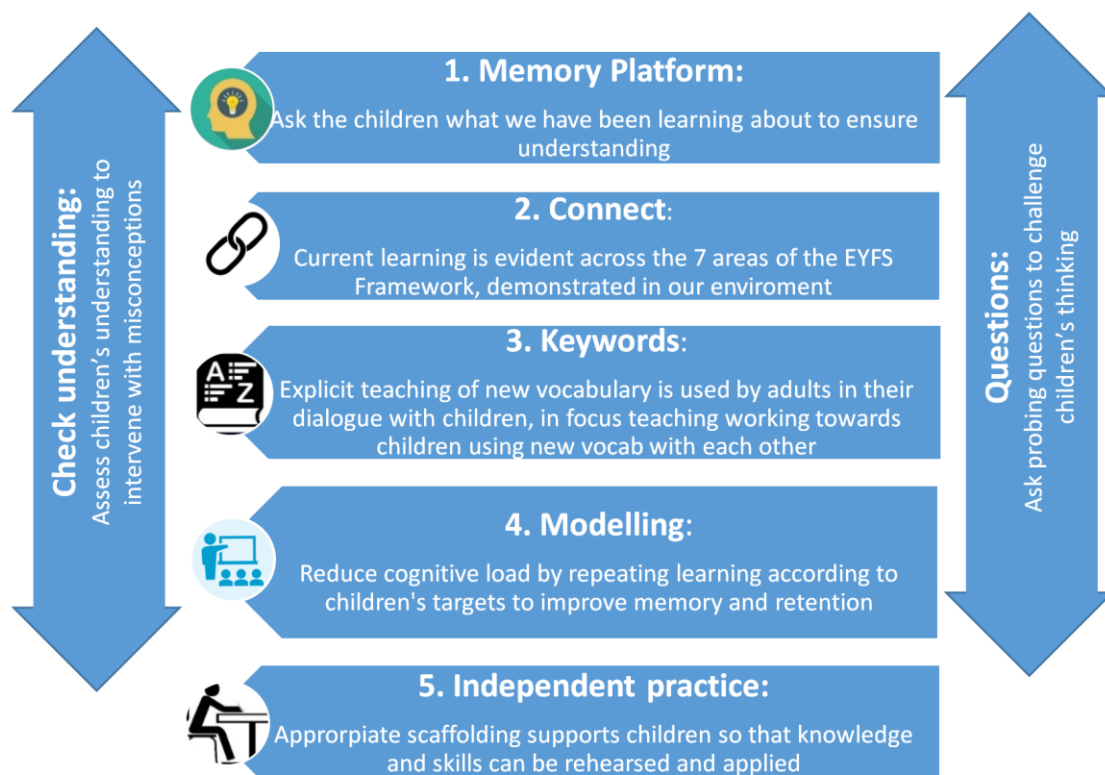 Check understanding:
Assess children's understanding to
intervene with misconceptions
1. Memory Platform:
Ask the children what we have been learning about to ensure
understanding
2. Connect:
Current learning is evident across the 7 areas of the EYFS
Framework, demonstrated in our enviroment
3. Keywords:
Explicit teaching of new vocabulary is used by adults in their
dialogue with children, in focus teaching working towards
children using new vocab with each other
A
Z
4. Modelling:
Reduce cognitive load by repeating learning according to
children's targets to improve memory and retention
5. Independent practice:
Approrpiate scaffolding supports children so that knowledge
and skills can be rehearsed and applied
Questions:
Ask probing questions to challenge
children's thinking